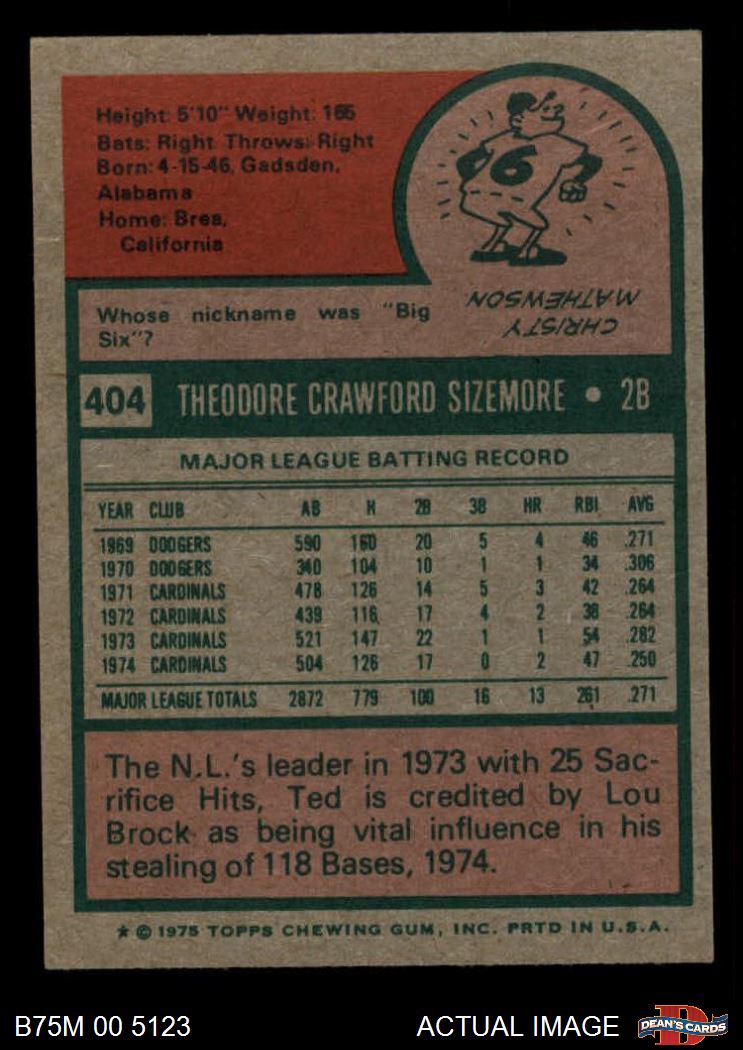 Height: 5'10" Weight: 165
Bats: Right Throws: Right
Born: 4-15-46, Gadsden,
Alabama
Home: Brea,
California
6
Whose nickname was "Big
Six"?
CHRISTY
MATHEWSON
404 THEODORE CRAWFORD SIZEMORE • 2B
MAJOR LEAGUE BATTING RECORD
YEAR CLUB AB H 2B 3B HR RBI AVG
1969 DODGERS 590 160 20 5 4 46 .271
1970 DODGERS 340 104 10 1 1 34 .306
1971 CARDINALS 478 126 14 5 3 42 .264
1972 CARDINALS 439 116 17 4 2 38 .264
1973 CARDINALS 521 147 22 1 1 54 .282
1974 CARDINALS 504 126 17 0 2 47 .250
MAJOR LEAGUE TOTALS 2872 779 100 16 13 261 .271
The N.L.'s leader in 1973 with 25 Sac-
rifice Hits, Ted is credited by Lou
Brock as being vital influence in his
stealing of 118 Bases, 1974.
★ © 1975 TOPPS CHEWING GUM, INC. PRTD IN U.S.A.
B75M 00 5123 ACTUAL IMAGE
D
DEAN'S CARDS